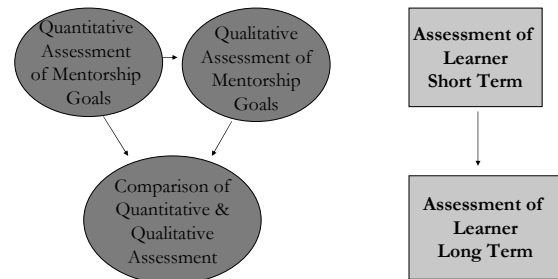 Quantitative
Assessment
of Mentorship
Goals
Qualitative
Assessment of
Mentorship
Goals
Comparison of
Quantitative &
Qualitative
Assessment
Assessment of
Learner
Short Term
Assessment of
Learner
Long Term